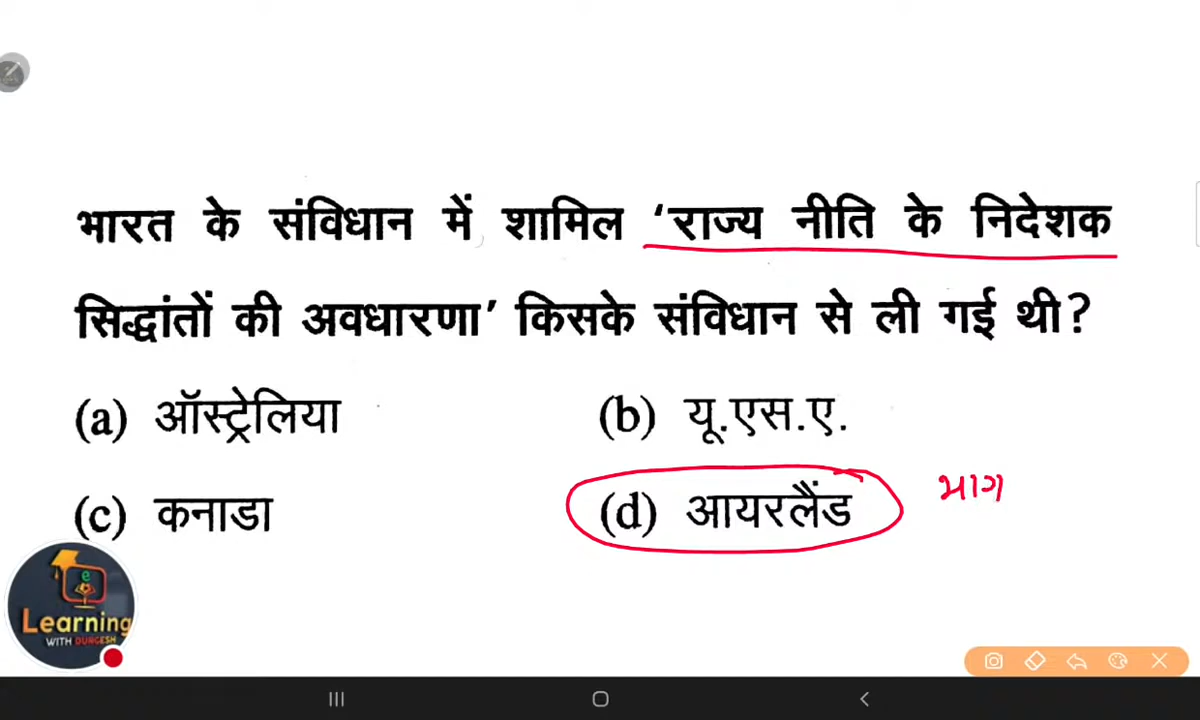 भारत के संविधान में शामिल ‘राज्य नीति के निदेशक
सिद्धांतों की अवधारणा’ किसके संविधान से ली गई थी?
(a) ऑस्ट्रेलिया (b) यू.एस.ए.
(c) कनाडा (d) आयरलैंड भाग
e
Learning
WITH DURGESH